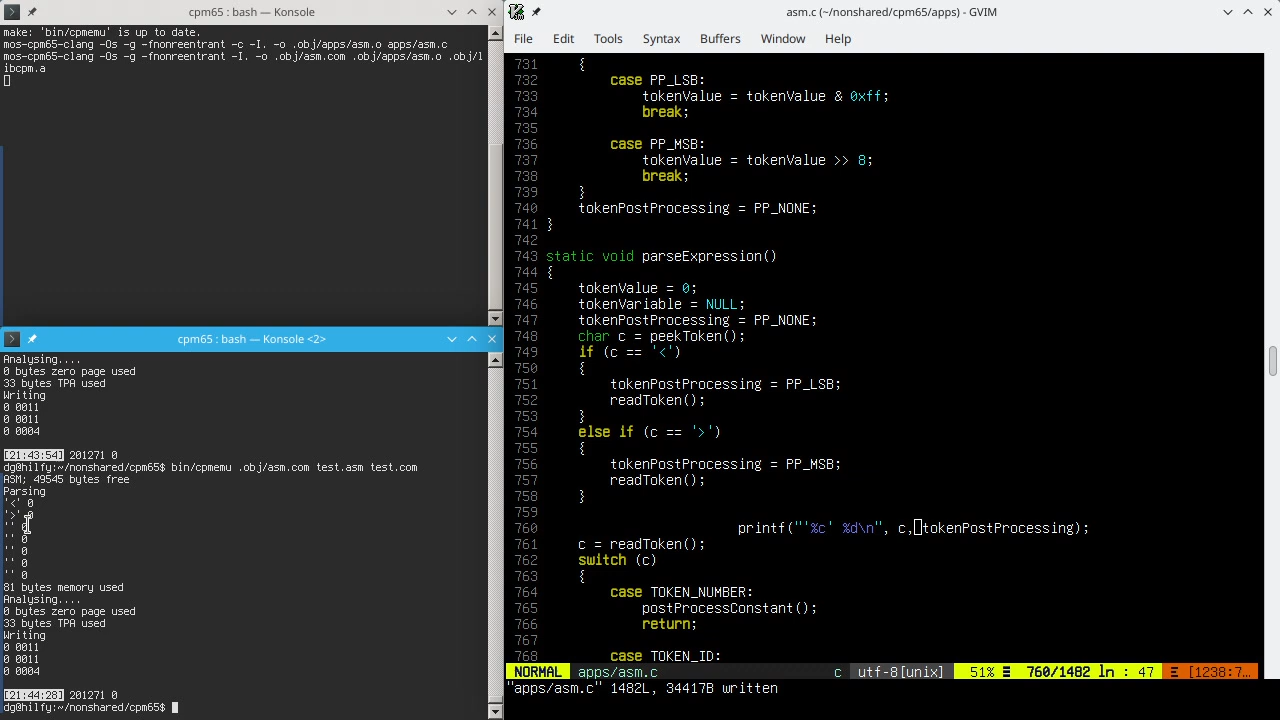 cpm65 : bash — Konsole
make: 'bin/cpmemu' is up to date.
mos-cpm65-clang -Os -g -fnonreentrant -c -I. -o .obj/apps/asm.o apps/asm.c
mos-cpm65-clang -Os -g -fnonreentrant -I. -o .obj/asm.com .obj/apps/asm.o .obj/l
ibcpm.a
cpm65 : bash — Konsole <2>
Analysing....
0 bytes zero page used
33 bytes TPA used
Writing
0 0011
0 0011
0 0004
[21:43:54] 201271 0
dg@hilfy:~/nonshared/cpm65$ bin/cpmemu .obj/asm.com test.asm test.com
ASM; 49545 bytes free
Parsing
'<' 0
'>' 0
'' 0
'' 0
'' 0
'' 0
'' 0
81 bytes memory used
Analysing....
0 bytes zero page used
33 bytes TPA used
Writing
0 0011
0 0011
0 0004
[21:44:28] 201271 0
dg@hilfy:~/nonshared/cpm65$
asm.c (~/nonshared/cpm65/apps) - GVIM
File Edit Tools Syntax Buffers Window Help
731 {
732 case PP_LSB:
733 tokenValue = tokenValue & 0xff;
734 break;
735
736 case PP_MSB:
737 tokenValue = tokenValue >> 8;
738 break;
739 }
740 tokenPostProcessing = PP_NONE;
741 }
742
743 static void parseExpression()
744 {
745 tokenValue = 0;
746 tokenVariable = NULL;
747 tokenPostProcessing = PP_NONE;
748 char c = peekToken();
749 if (c == '<')
750 {
751 tokenPostProcessing = PP_LSB;
752 readToken();
753 }
754 else if (c == '>')
755 {
756 tokenPostProcessing = PP_MSB;
757 readToken();
758 }
759
760 printf("'%c' %d\n", c, tokenPostProcessing);
761 c = readToken();
762 switch (c)
763 {
764 case TOKEN_NUMBER:
765 postProcessConstant();
766 return;
767
768 case TOKEN_ID:
NORMAL apps/asm.c c utf-8[unix] 51% ☰ 760/1482 ln : 47 Ξ [1238:7…
"apps/asm.c" 1482L, 34417B written